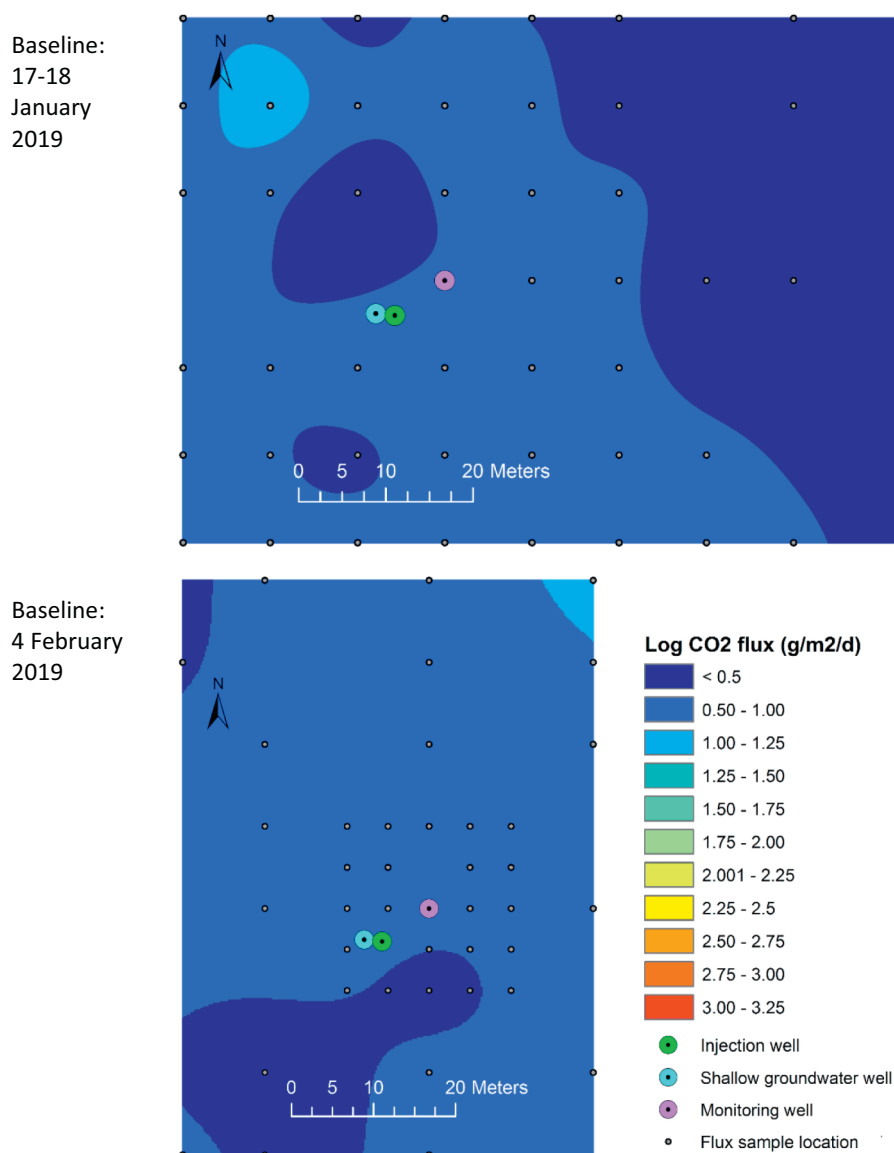 Baseline:
17-18
January
2019
N
0 5 10 20 Meters
Baseline:
4 February
2019
N
0 5 10 20 Meters
Log CO2 flux (g/m2/d)
< 0.5
0.50 - 1.00
1.00 - 1.25
1.25 - 1.50
1.50 - 1.75
1.75 - 2.00
2.001 - 2.25
2.25 - 2.5
2.50 - 2.75
2.75 - 3.00
3.00 - 3.25
Injection well
Shallow groundwater well
Monitoring well
Flux sample location